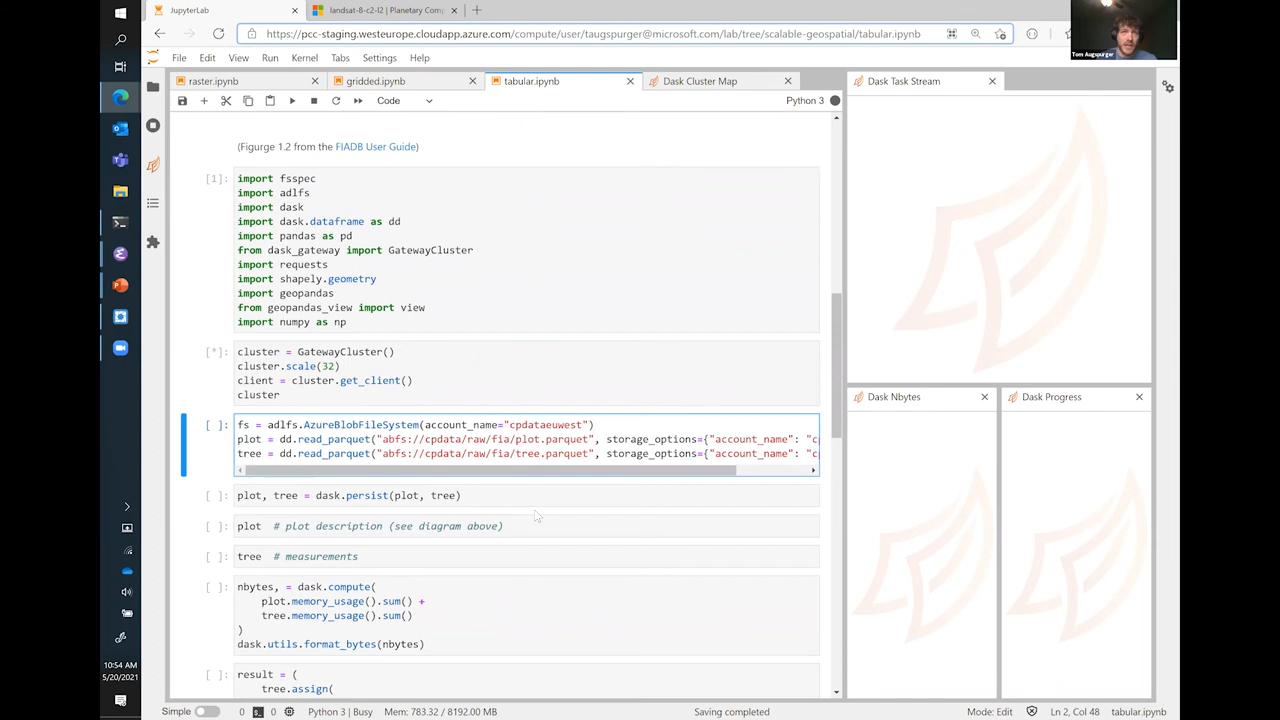 JupyterLab
landsat-8-c2-l2 | Planetary Comp
https://pcc-staging.westeurope.cloudapp.azure.com/compute/user/taugspurger@microsoft.com/lab/tree/scalable-geospatial/tabular.ipynb
Tom Augspurger
File Edit View Run Kernel Tabs Settings Help
raster.ipynb
gridded.ipynb
tabular.ipynb
Dask Cluster Map
Dask Task Stream
Code
Python 3
(Figurge 1.2 from the FIADB User Guide)
[1]:
import fsspec
import adlfs
import dask
import dask.dataframe as dd
import pandas as pd
from dask_gateway import GatewayCluster
import requests
import shapely.geometry
import geopandas
from geopandas_view import view
import numpy as np
[*]:
cluster = GatewayCluster()
cluster.scale(32)
client = cluster.get_client()
cluster
Dask Nbytes
Dask Progress
[ ]:
fs = adlfs.AzureBlobFileSystem(account_name="cpdataeuwest")
plot = dd.read_parquet("abfs://cpdata/raw/fia/plot.parquet", storage_options={"account_name": "cp
tree = dd.read_parquet("abfs://cpdata/raw/fia/tree.parquet", storage_options={"account_name": "cp
[ ]:
plot, tree = dask.persist(plot, tree)
[ ]:
plot # plot description (see diagram above)
[ ]:
tree # measurements
[ ]:
nbytes, = dask.compute(
plot.memory_usage().sum() +
tree.memory_usage().sum()
)
dask.utils.format_bytes(nbytes)
[ ]:
result = (
tree.assign(
10:54 AM
5/20/2021
Simple
0
0
Python 3 | Busy
Mem: 783.32 / 8192.00 MB
Saving completed
Mode: Edit
Ln 2, Col 48
tabular.ipynb